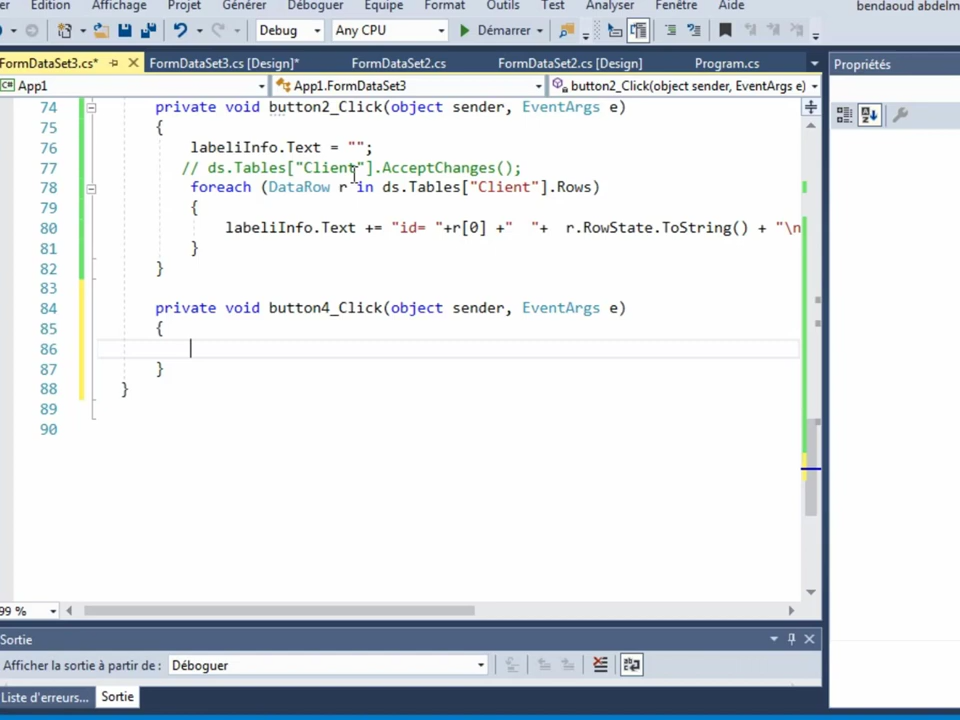 Edition Affichage Projet Générer Déboguer Equipe Format Outils Test Analyser Fenêtre Aide bendaoud abdelm
Debug Any CPU Démarrer
FormDataSet3.cs* FormDataSet3.cs [Design]* FormDataSet2.cs FormDataSet2.cs [Design] Program.cs Propriétés
App1 App1.FormDataSet3 button2_Click(object sender, EventArgs e)
74 private void button2_Click(object sender, EventArgs e)
75 {
76 labeliInfo.Text = "";
77 // ds.Tables["Client"].AcceptChanges();
78 foreach (DataRow r in ds.Tables["Client"].Rows)
79 {
80 labeliInfo.Text += "id= "+r[0] +" "+ r.RowState.ToString() + "\n
81 }
82 }
83
84 private void button4_Click(object sender, EventArgs e)
85 {
86
87 }
88 }
89
90
99 %
Sortie
Afficher la sortie à partir de : Déboguer
Liste d'erreurs... Sortie